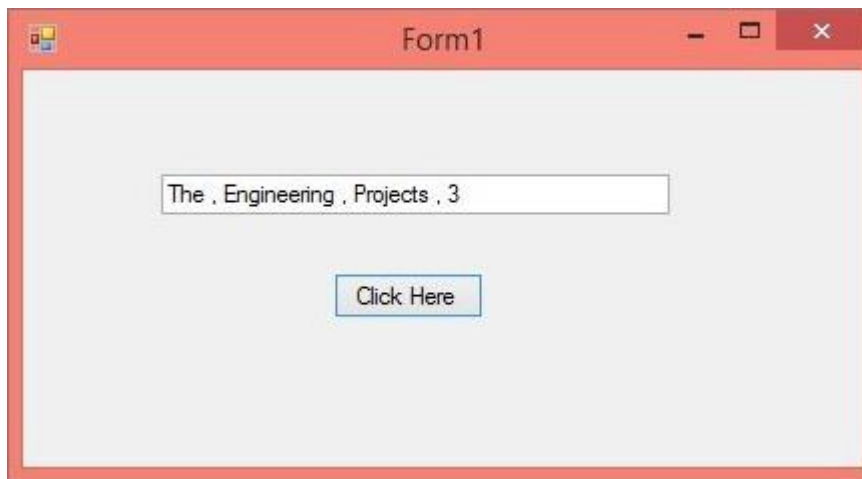 Form1
The , Engineering , Projects , 3
Click Here